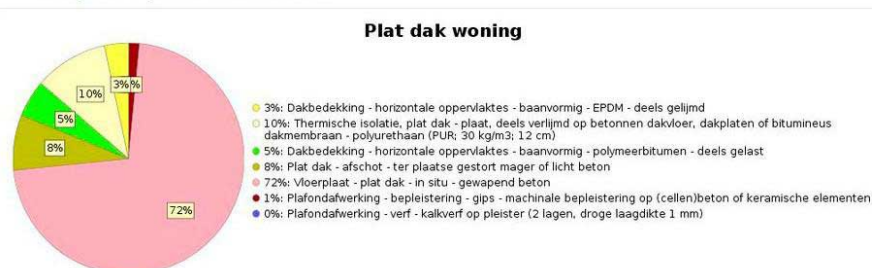 Plat dak woning
3%: Dakbedekking - horizontale oppervlaktes - baanvormig - EPDM - deels gelijmd
10%: Thermische isolatie, plat dak - plaat, deels verlijmd op betonnen dakvloer, dakplaten of bitumineus
dakmembraan - polyurethaan (PUR; 30 kg/m3; 12 cm)
5%: Dakbedekking - horizontale oppervlaktes - baanvormig - polymeerbitumen - deels gelast
8%: Plat dak - afschot - ter plaatse gestort mager of licht beton
72%: Vloerplaat - plat dak - in situ - gewapend beton
1%: Plafondafwerking - bepleistering - gips - machinale bepleistering op (cellen)beton of keramische elementen
0%: Plafondafwerking - verf - kalkverf op pleister (2 lagen, droge laagdikte 1 mm)
3%
%
10%
5%
8%
72%